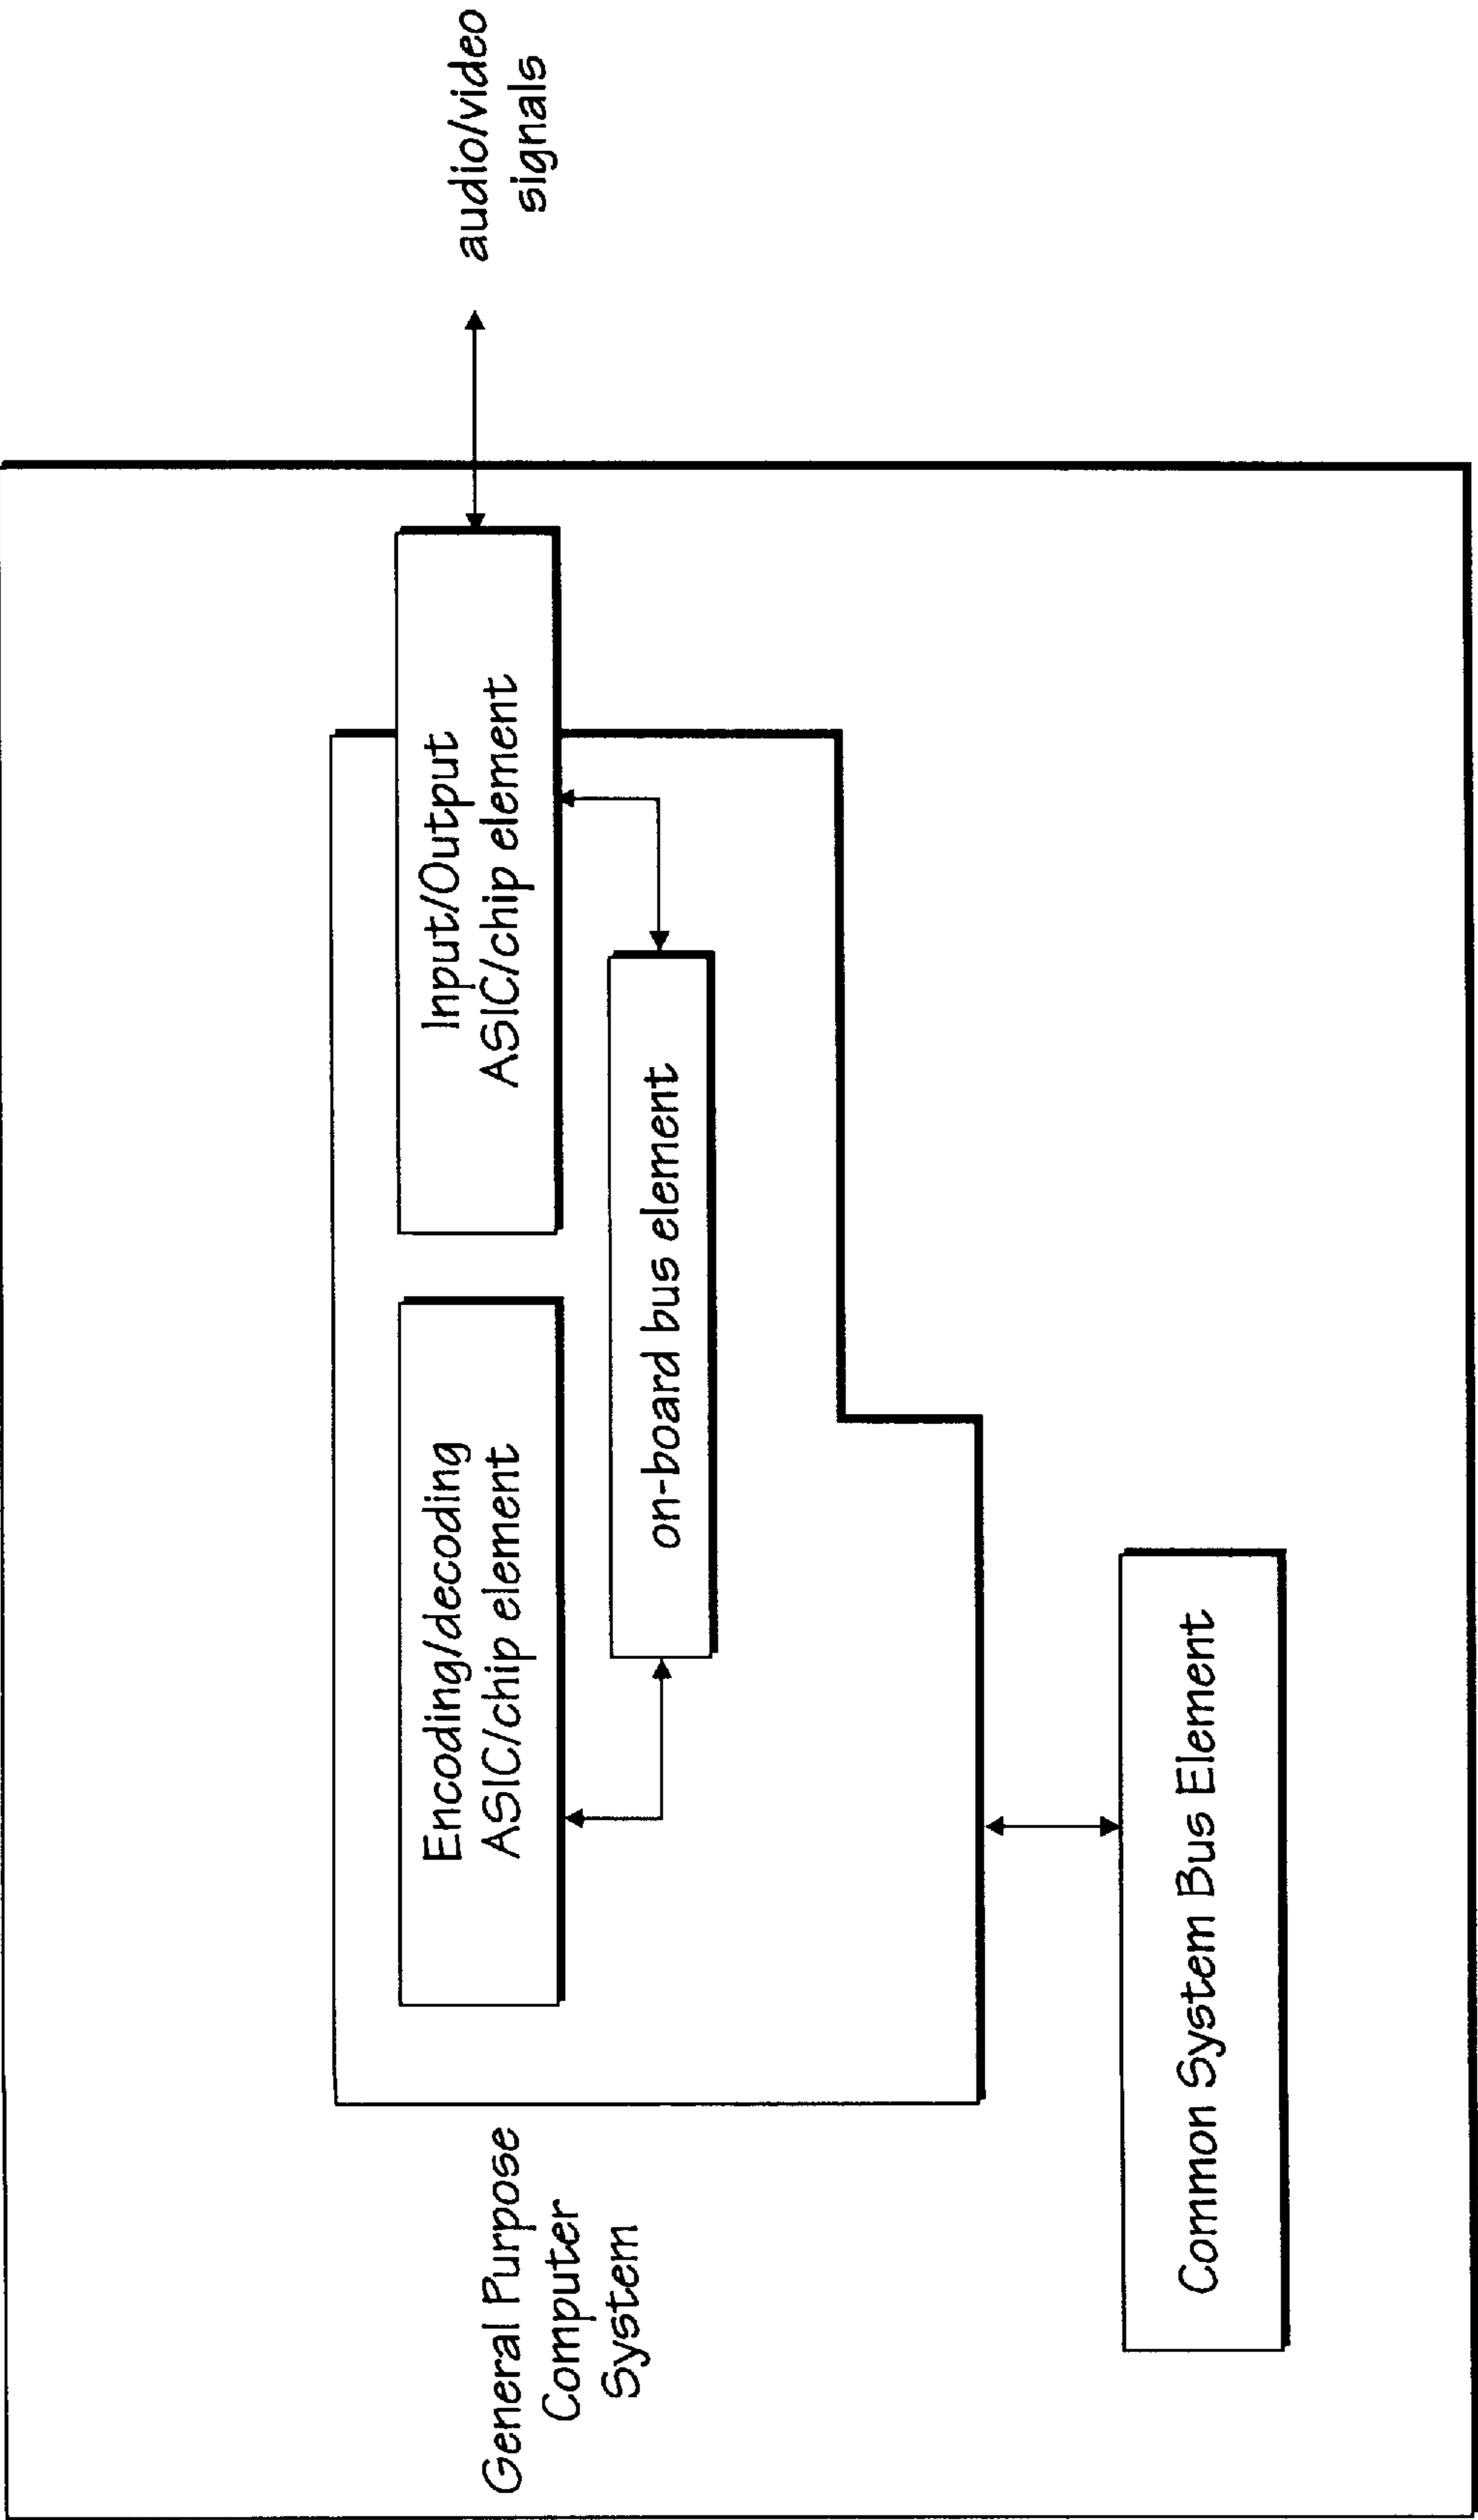 General Purpose
Computer
System
Encoding/decoding
ASIC/chip element
Input/Output
ASIC/chip element
audio/video
signals
on-board bus element
Common System Bus Element